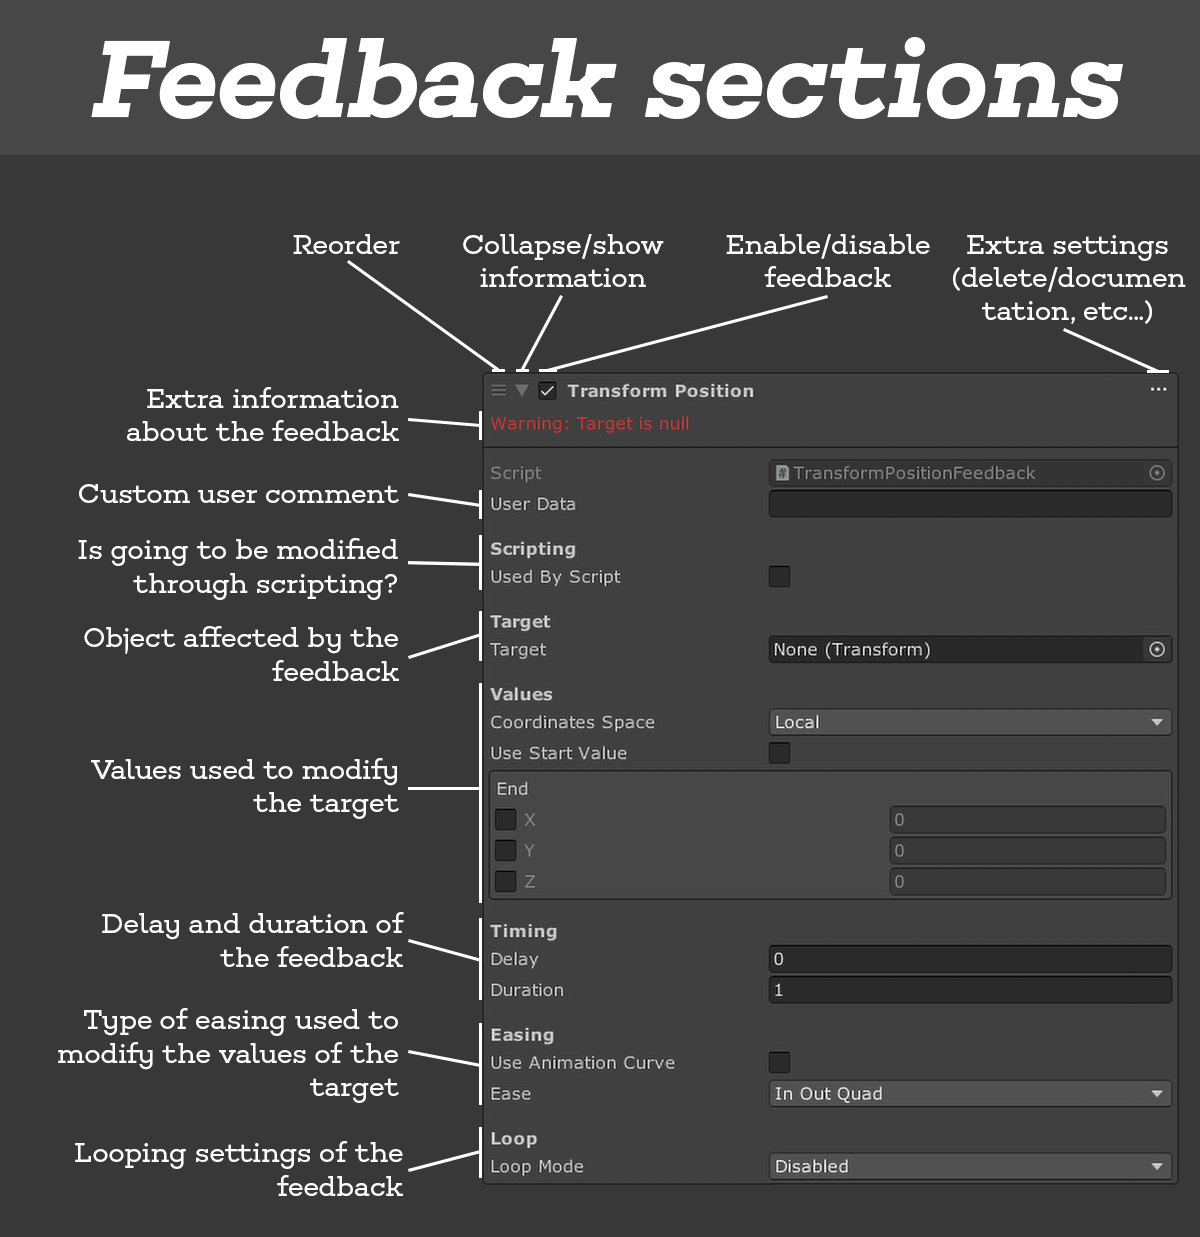 Feedback sections
Reorder
Collapse/show
information
Enable/disable
feedback
Extra settings
(delete/documen
tation, etc...)
Transform Position
...
Extra information
about the feedback
Warning: Target is null
Script
#
TransformPositionFeedback
Custom user comment
User Data
Is going to be modified
through scripting?
Scripting
Used By Script
Object affected by the
feedback
Target
Target
None (Transform)
Values used to modify
the target
Values
Coordinates Space
Local
Use Start Value
End
X
0
Y
0
Z
0
Delay and duration of
the feedback
Timing
Delay
0
Duration
1
Type of easing used to
modify the values of the
target
Easing
Use Animation Curve
Ease
In Out Quad
Looping settings of the
feedback
Loop
Loop Mode
Disabled